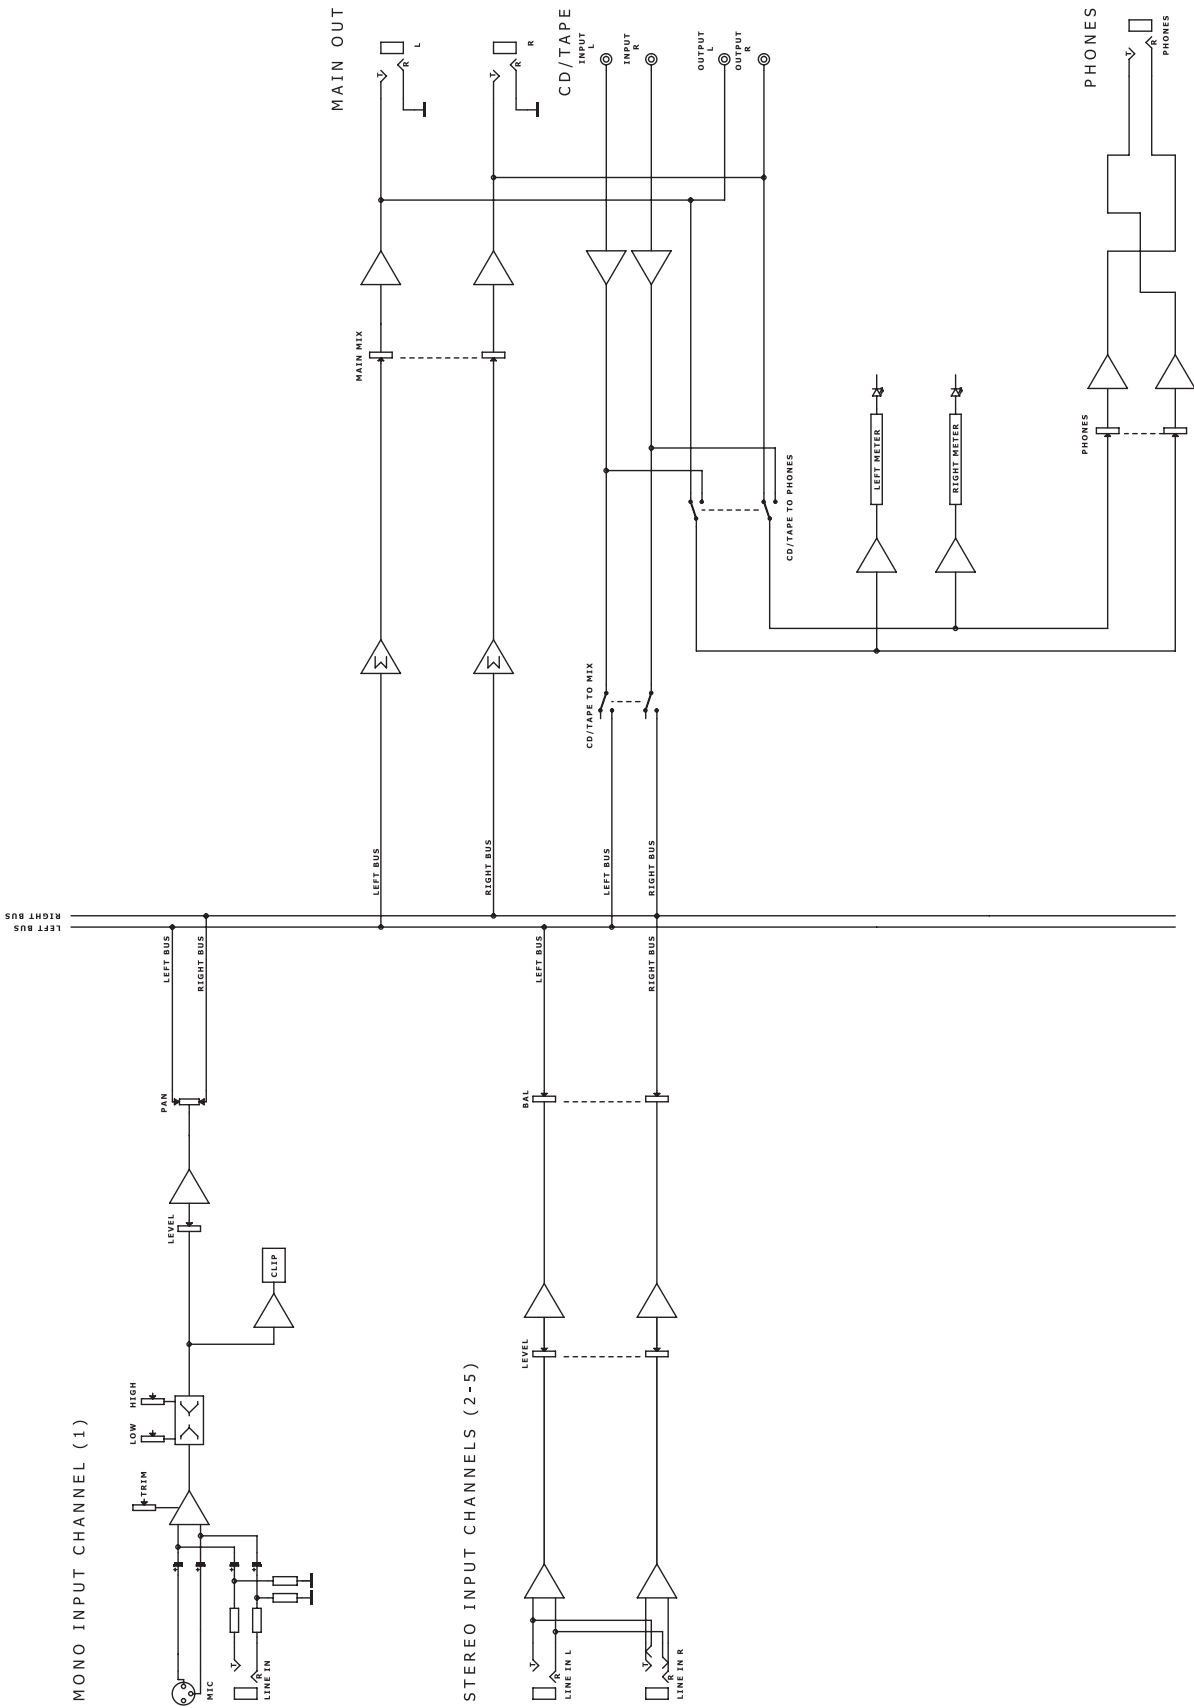 MAIN OUT
T
R
L
T
R
R
CD/TAPE
INPUT
L
INPUT
R
OUTPUT
L
OUTPUT
R
PHONES
T
R
PHONES
MAIN MIX
PHONES
LEFT METER
RIGHT METER
CD/TAPE TO PHONES
CD/TAPE TO MIX
LEFT BUS
RIGHT BUS
LEFT BUS
RIGHT BUS
RIGHT BUS
LEFT BUS
LEFT BUS
RIGHT BUS
LEFT BUS
RIGHT BUS
PAN
BAL
LEVEL
CLIP
LEVEL
HIGH
LOW
TRIM
MONO INPUT CHANNEL (1)
MIC
T
R
LINE IN
STEREO INPUT CHANNELS (2-5)
T
R
LINE IN L
T
R
LINE IN R